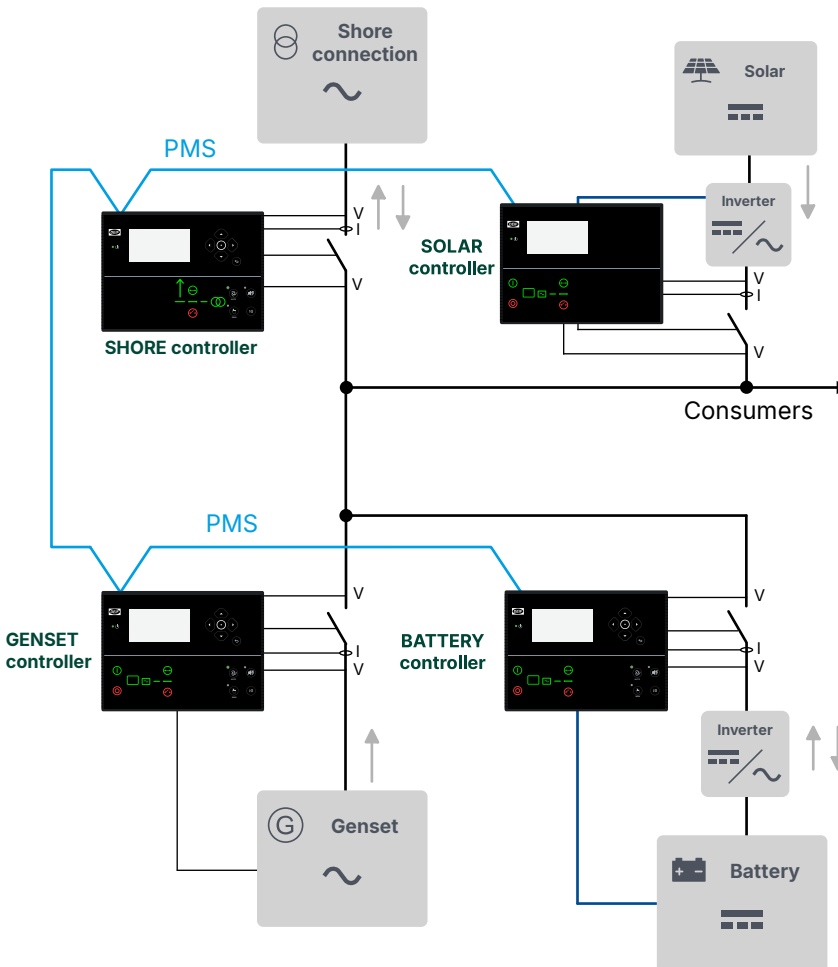 Shore
connection
Solar
PMS
V
I
Inverter
SOLAR
controller
V
I
V
V
SHORE controller
Consumers
PMS
V
V
GENSET
controller
I
V
BATTERY
controller
I
V
Inverter
G
Genset
Battery